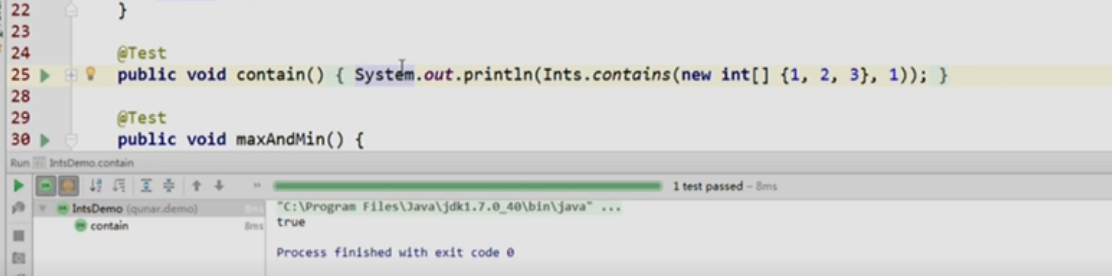 22 }
23
24 @Test
25 public void contain() { System.out.println(Ints.contains(new int[] {1, 2, 3}, 1)); }
28
29 @Test
30 public void maxAndMin() {
Run IntsDemo.contain
1 test passed – 8ms
IntsDemo (qunar.demo) 8ms
contain 8ms
"C:\Program Files\Java\jdk1.7.0_40\bin\java" ...
true
Process finished with exit code 0